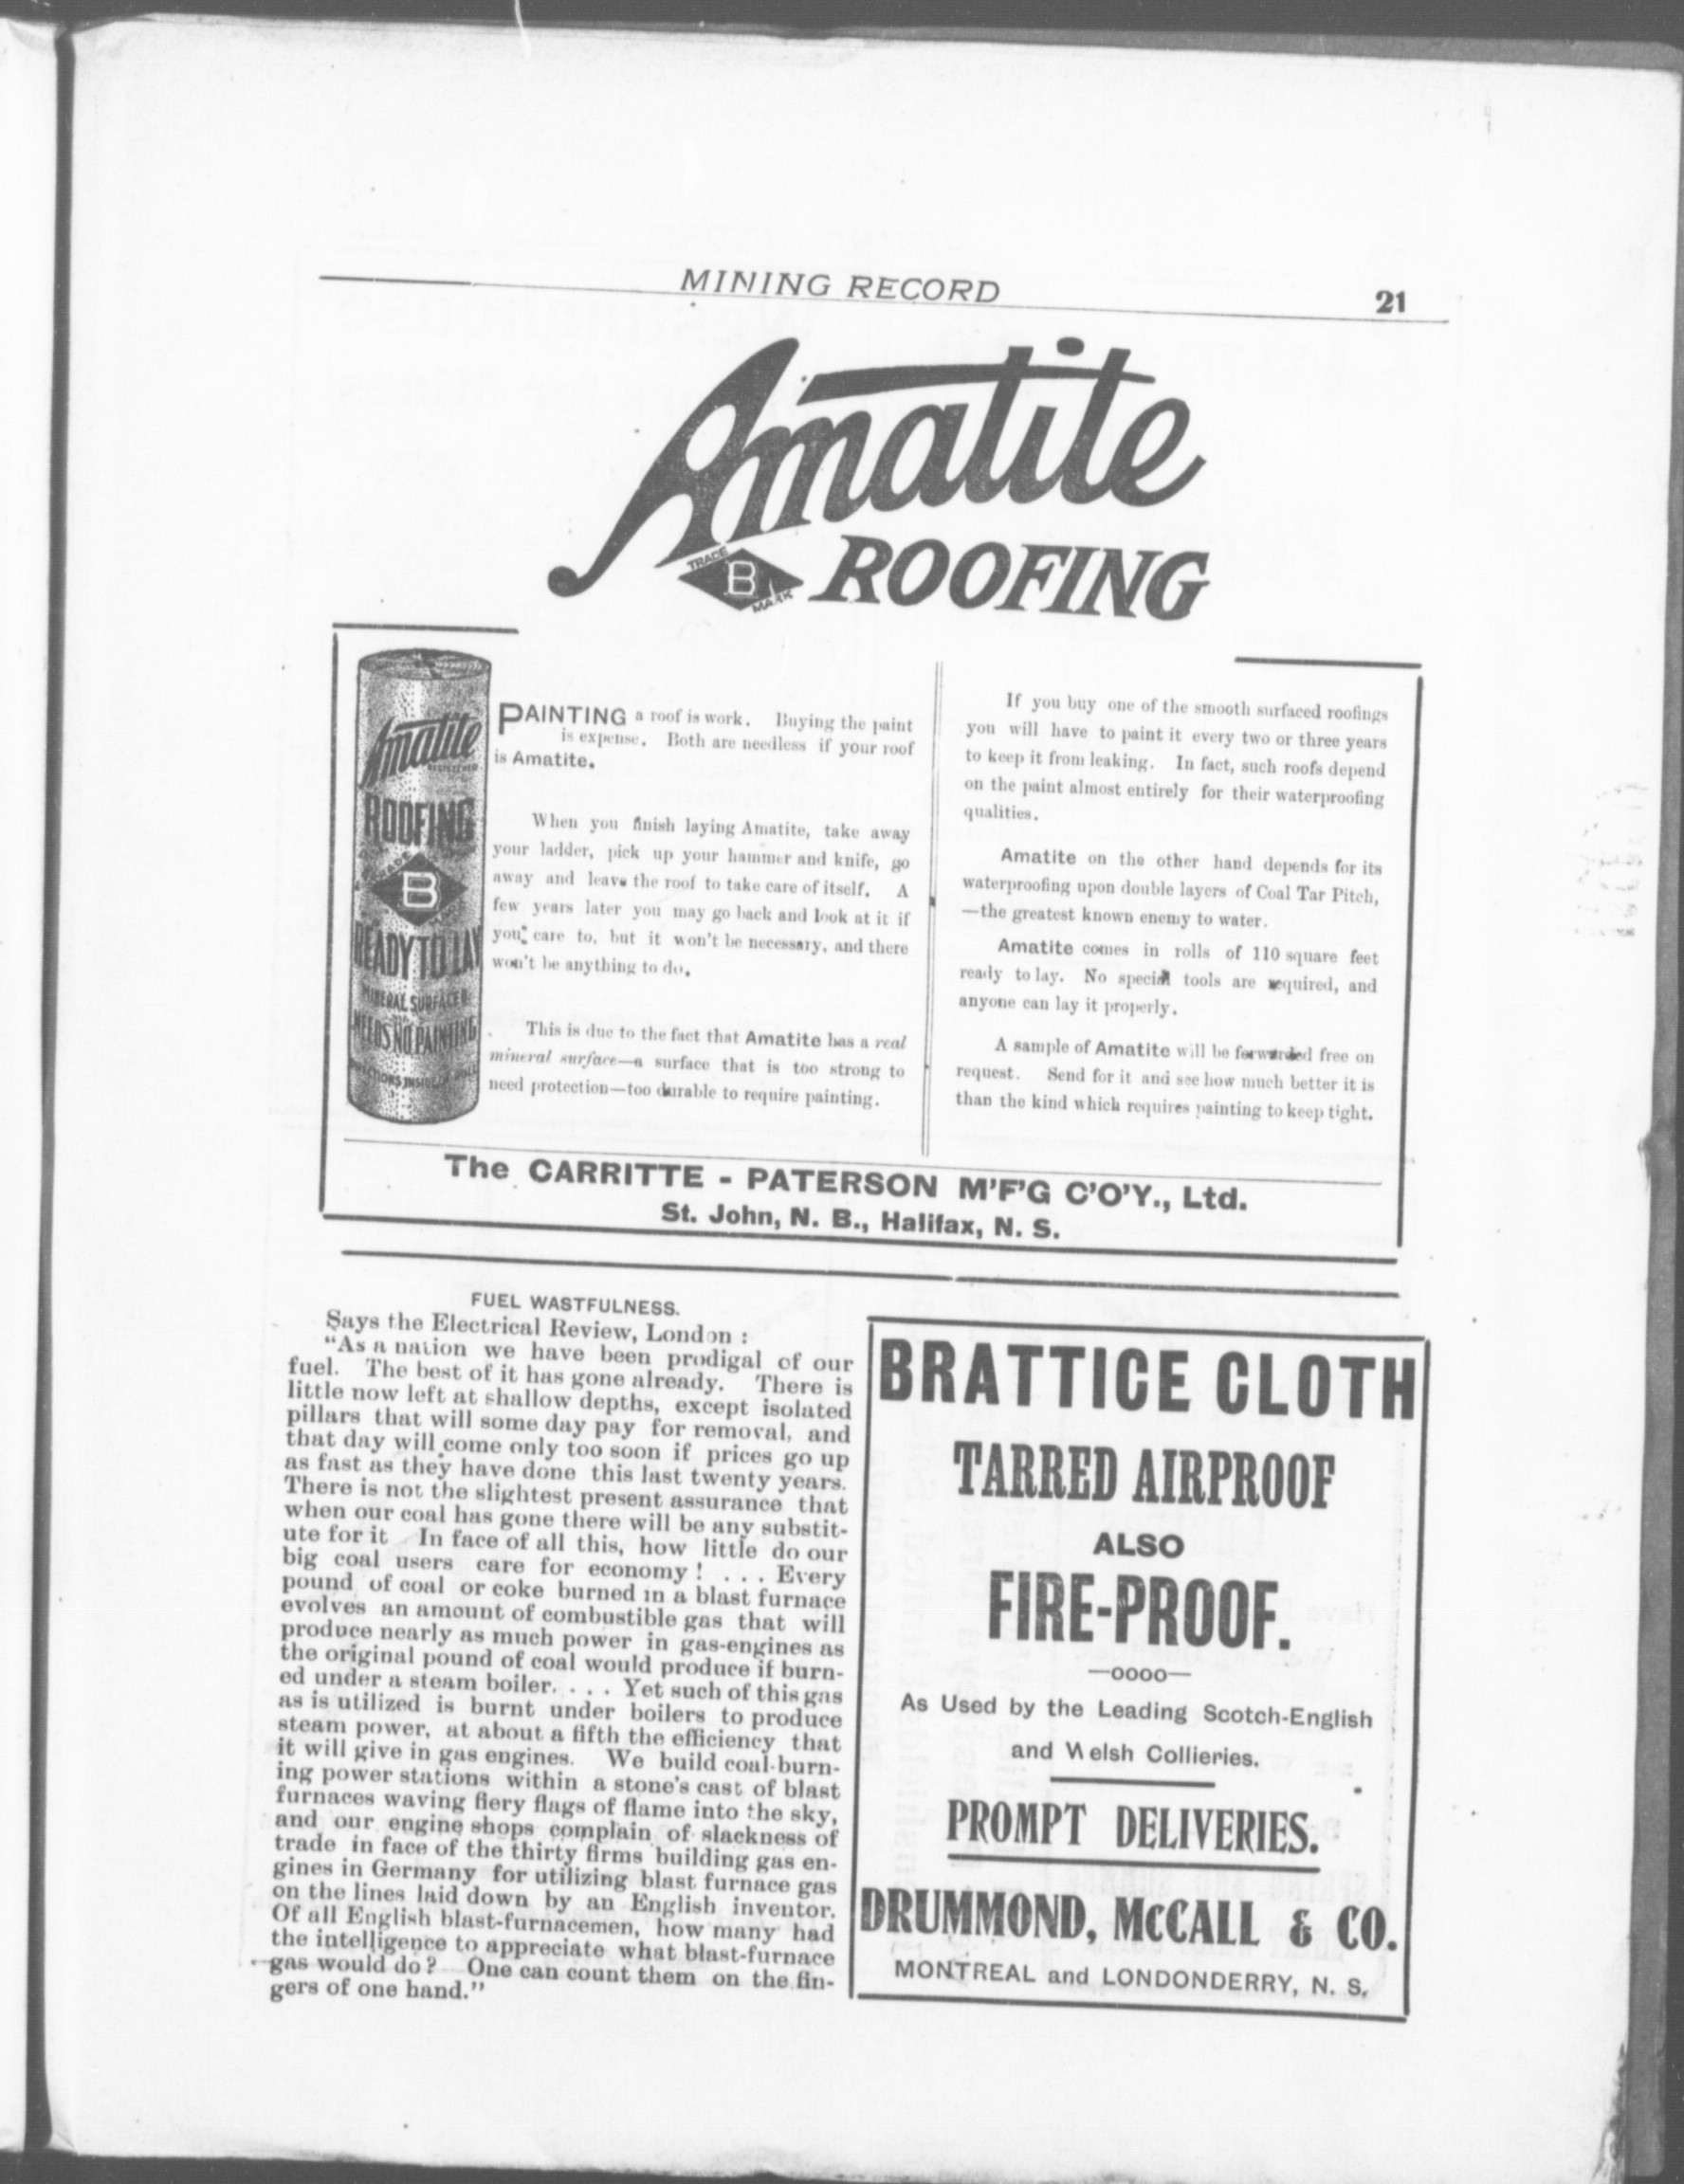 MINING RECORD
21
Amatite
TRADE B MARK
ROOFING
Amatite
REGISTERED
ROOFING
B
READY TO LAY
MINERAL SURFACED
NEEDS NO PAINTING
DIRECTIONS INSIDE OF ROLL
PAINTING a roof is work. Buying the paint
is expense. Both are needless if your roof
is Amatite.
When you finish laying Amatite, take away
your ladder, pick up your hammer and knife, go
away and leave the roof to take care of itself. A
few years later you may go back and look at it if
you care to, but it won't be necessary, and there
won't be anything to do.
This is due to the fact that Amatite has a real
mineral surface—a surface that is too strong to
need protection—too durable to require painting.
If you buy one of the smooth surfaced roofings
you will have to paint it every two or three years
to keep it from leaking. In fact, such roofs depend
on the paint almost entirely for their waterproofing
qualities.
Amatite on the other hand depends for its
waterproofing upon double layers of Coal Tar Pitch,
—the greatest known enemy to water.
Amatite comes in rolls of 110 square feet
ready to lay. No special tools are required, and
anyone can lay it properly.
A sample of Amatite will be forwarded free on
request. Send for it and see how much better it is
than the kind which requires painting to keep tight.
The CARRITTE - PATERSON M'F'G C'O'Y., Ltd.
St. John, N. B., Halifax, N. S.
FUEL WASTFULNESS.
Says the Electrical Review, London :
"As a nation we have been prodigal of our
fuel. The best of it has gone already. There is
little now left at shallow depths, except isolated
pillars that will some day pay for removal, and
that day will come only too soon if prices go up
as fast as they have done this last twenty years.
There is not the slightest present assurance that
when our coal has gone there will be any substit-
ute for it In face of all this, how little do our
big coal users care for economy ! . . . Every
pound of coal or coke burned in a blast furnace
evolves an amount of combustible gas that will
produce nearly as much power in gas-engines as
the original pound of coal would produce if burn-
ed under a steam boiler. . . . Yet such of this gas
as is utilized is burnt under boilers to produce
steam power, at about a fifth the efficiency that
it will give in gas engines. We build coal-burn-
ing power stations within a stone's cast of blast
furnaces waving fiery flags of flame into the sky,
and our engine shops complain of slackness of
trade in face of the thirty firms building gas en-
gines in Germany for utilizing blast furnace gas
on the lines laid down by an English inventor.
Of all English blast-furnacemen, how many had
the intelligence to appreciate what blast-furnace
gas would do ? One can count them on the fin-
gers of one hand."
BRATTICE CLOTH
TARRED AIRPROOF
ALSO
FIRE-PROOF.
—oooo—
As Used by the Leading Scotch-English
and Welsh Collieries.
PROMPT DELIVERIES.
DRUMMOND, McCALL & CO.
MONTREAL and LONDONDERRY, N. S.